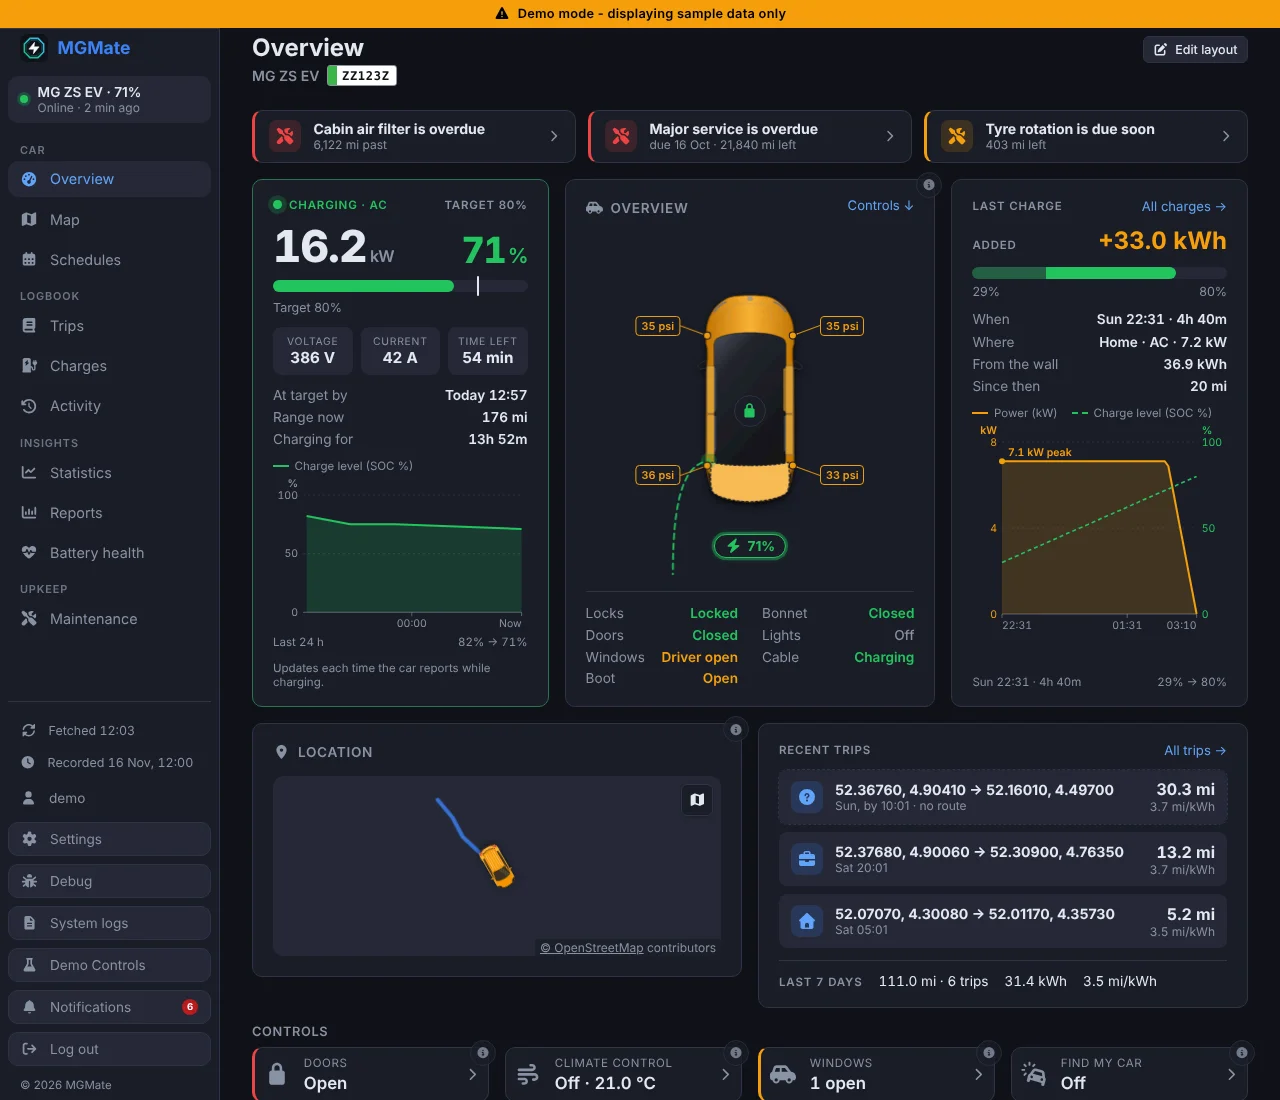 Demo mode - displaying sample data only
MGMate
MG ZS EV · 71%
Online · 2 min ago
CAR
Overview
Map
Schedules
LOGBOOK
Trips
Charges
Activity
INSIGHTS
Statistics
Reports
Battery health
UPKEEP
Maintenance
Fetched 12:03
Recorded 16 Nov, 12:00
demo
Settings
Debug
System logs
Demo Controls
Notifications 6
Log out
© 2026 MGMate
Overview
Edit layout
MG ZS EV ZZ123Z
Cabin air filter is overdue
6,122 mi past
Major service is overdue
due 16 Oct · 21,840 mi left
Tyre rotation is due soon
403 mi left
CHARGING · AC TARGET 80%
16.2 kW 71%
Target 80%
VOLTAGE
386 V
CURRENT
42 A
TIME LEFT
54 min
At target by Today 12:57
Range now 176 mi
Charging for 13h 52m
Charge level (SOC %)
%
100
50
0
00:00 Now
Last 24 h 82% → 71%
Updates each time the car reports while
charging.
OVERVIEW Controls ↓
35 psi 35 psi
36 psi 33 psi
71%
Locks Locked Bonnet Closed
Doors Closed Lights Off
Windows Driver open Cable Charging
Boot Open
LAST CHARGE All charges →
ADDED +33.0 kWh
29% 80%
When Sun 22:31 · 4h 40m
Where Home · AC · 7.2 kW
From the wall 36.9 kWh
Since then 20 mi
Power (kW) Charge level (SOC %)
kW %
8 100
7.1 kW peak
4 50
0 0
22:31 01:31 03:10
Sun 22:31 · 4h 40m 29% → 80%
LOCATION
© OpenStreetMap contributors
RECENT TRIPS All trips →
52.36760, 4.90410 → 52.16010, 4.49700 30.3 mi
Sun, by 10:01 · no route 3.7 mi/kWh
52.37680, 4.90060 → 52.30900, 4.76350 13.2 mi
Sat 20:01 3.7 mi/kWh
52.07070, 4.30080 → 52.01170, 4.35730 5.2 mi
Sat 05:01 3.5 mi/kWh
LAST 7 DAYS 111.0 mi · 6 trips 31.4 kWh 3.5 mi/kWh
CONTROLS
DOORS
Open
CLIMATE CONTROL
Off · 21.0 °C
WINDOWS
1 open
FIND MY CAR
Off